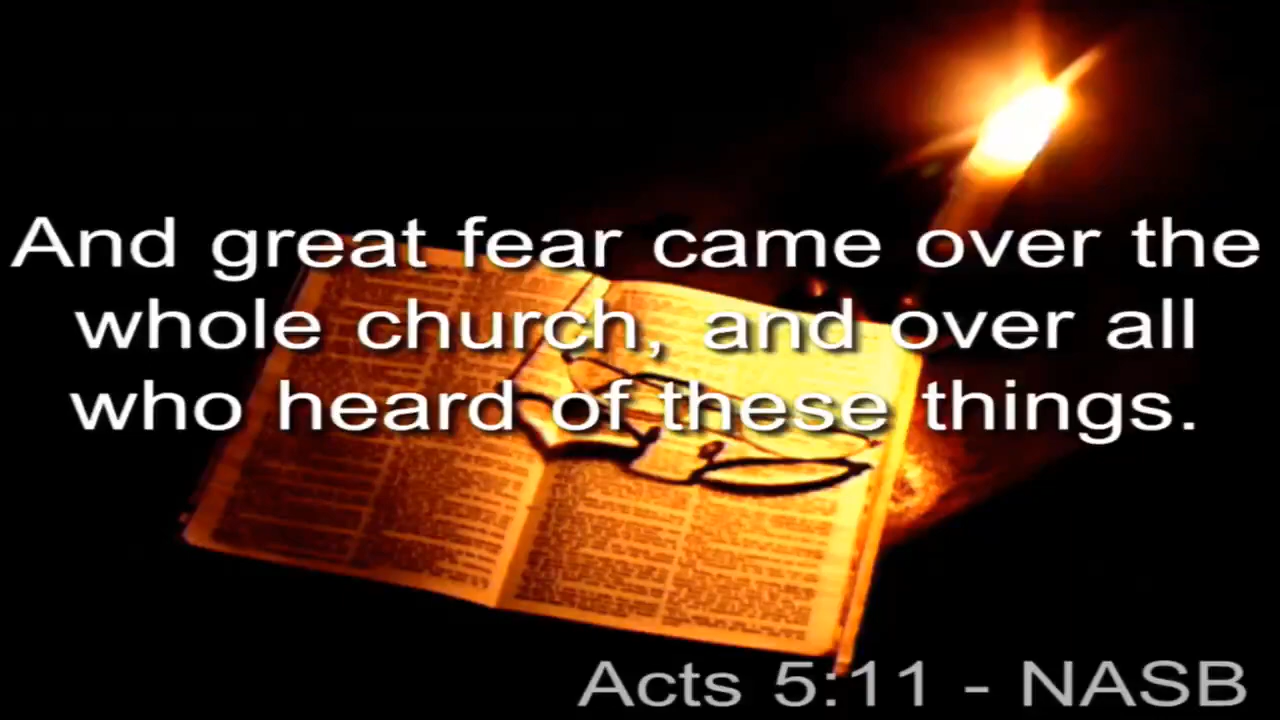 And great fear came over the
whole church, and over all
who heard of these things.
Acts 5:11 - NASB